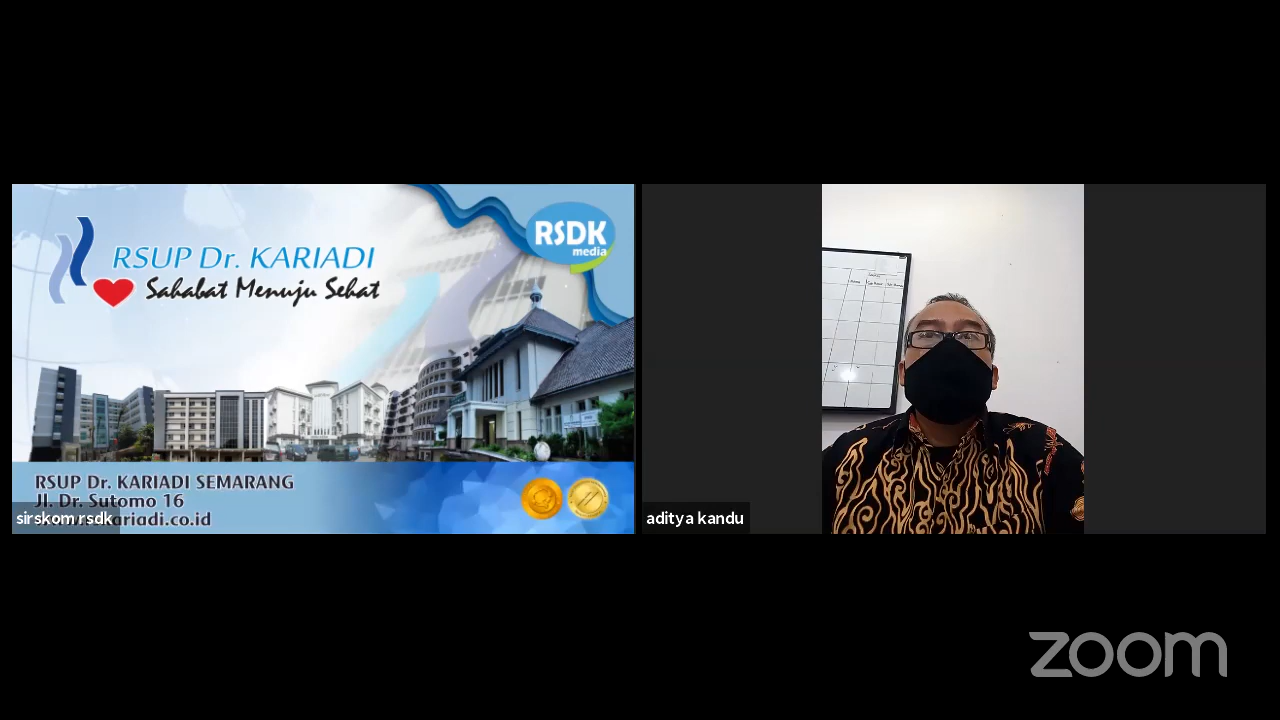 RSUP Dr. KARIADI
Sahabat Menuju Sehat
RSDK
media
RSUP Dr. KARIADI SEMARANG
Jl. Dr. Sutomo 16
sirskom rsdk
kariadi.co.id
aditya kandu
zoom